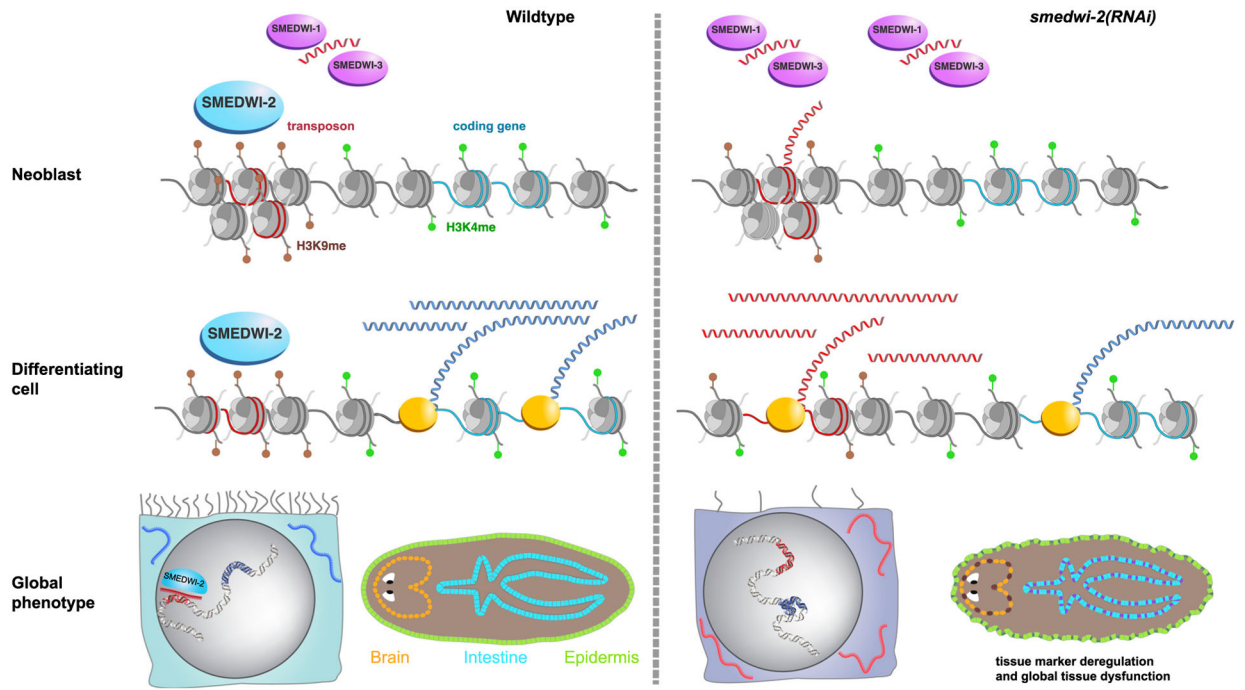 Wildtype
smedwi-2(RNAi)
SMEDWI-1
SMEDWI-3
SMEDWI-1
SMEDWI-3
SMEDWI-1
SMEDWI-3
SMEDWI-2
transposon
coding gene
Neoblast
H3K4me
H3K9me
SMEDWI-2
Differentiating
cell
SMEDWI-2
Global
phenotype
Brain
Intestine
Epidermis
tissue marker deregulation
and global tissue dysfunction